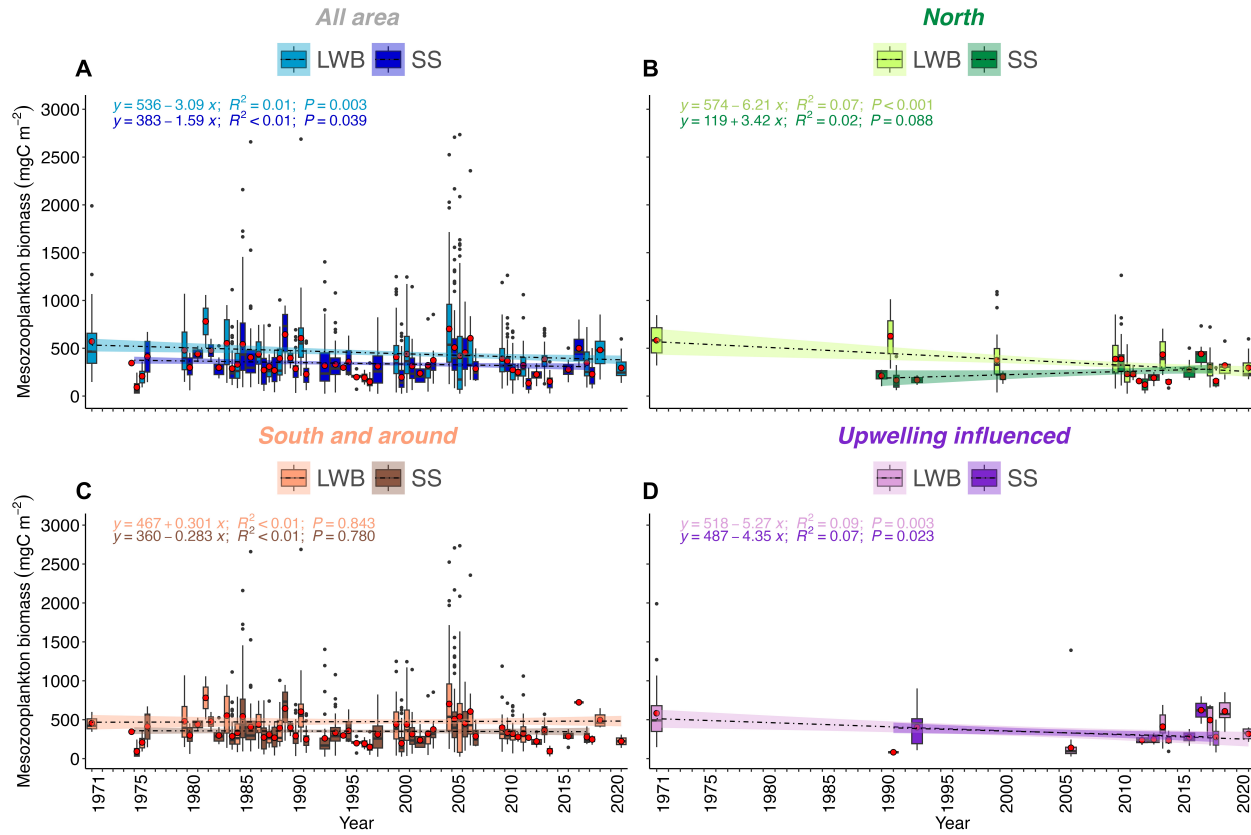 All area
North
LWB SS
LWB SS
A
B
y = 536 − 3.09 x; R² = 0.01; P = 0.003
y = 383 − 1.59 x; R² < 0.01; P = 0.039
y = 574 − 6.21 x; R² = 0.07; P < 0.001
y = 119 + 3.42 x; R² = 0.02; P = 0.088
Mesozooplankton biomass (mgC m⁻²)
3000
2500
2000
1500
1000
500
0
South and around
Upwelling influenced
LWB SS
LWB SS
C
D
y = 467 + 0.301 x; R² < 0.01; P = 0.843
y = 360 − 0.283 x; R² < 0.01; P = 0.780
y = 518 − 5.27 x; R² = 0.09; P = 0.003
y = 487 − 4.35 x; R² = 0.07; P = 0.023
Mesozooplankton biomass (mgC m⁻²)
3000
2500
2000
1500
1000
500
0
1971 1975 1980 1985 1990 1995 2000 2005 2010 2015 2020
1971 1975 1980 1985 1990 1995 2000 2005 2010 2015 2020
Year
Year